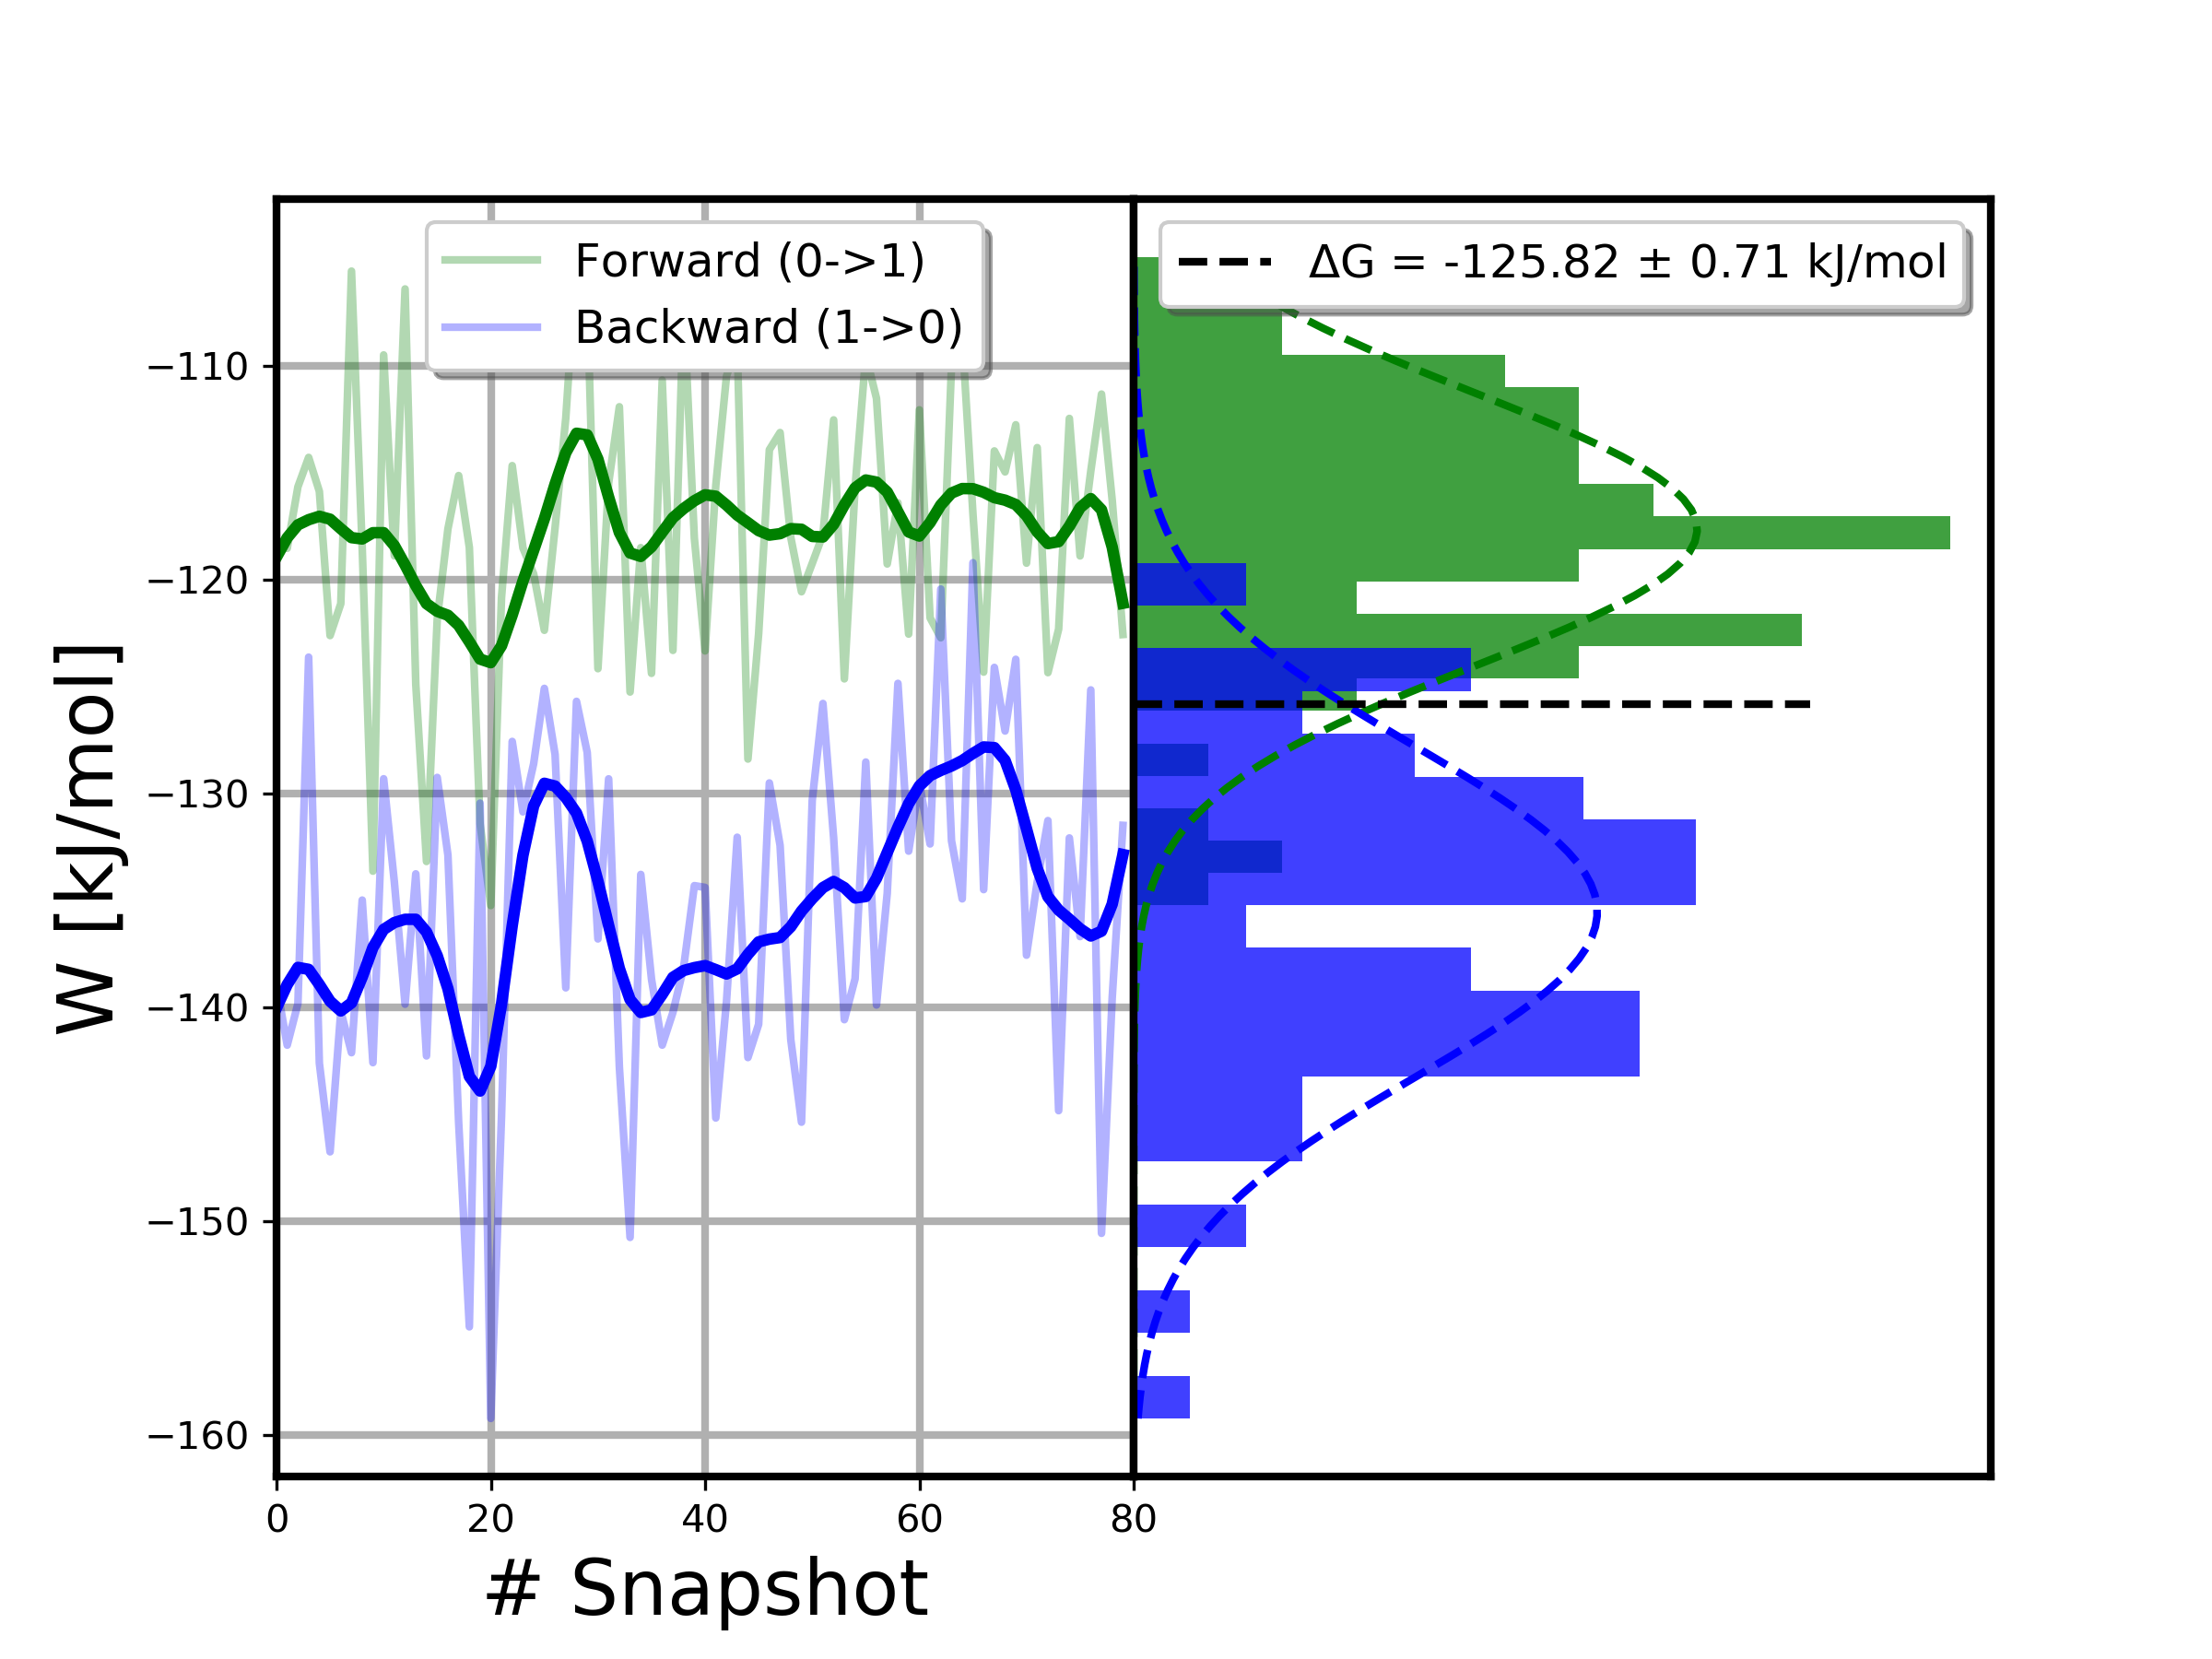 Forward (0->1)
Backward (1->0)
ΔG = -125.82 ± 0.71 kJ/mol
−110
−120
−130
−140
−150
−160
W [kJ/mol]
0 20 40 60 80
# Snapshot